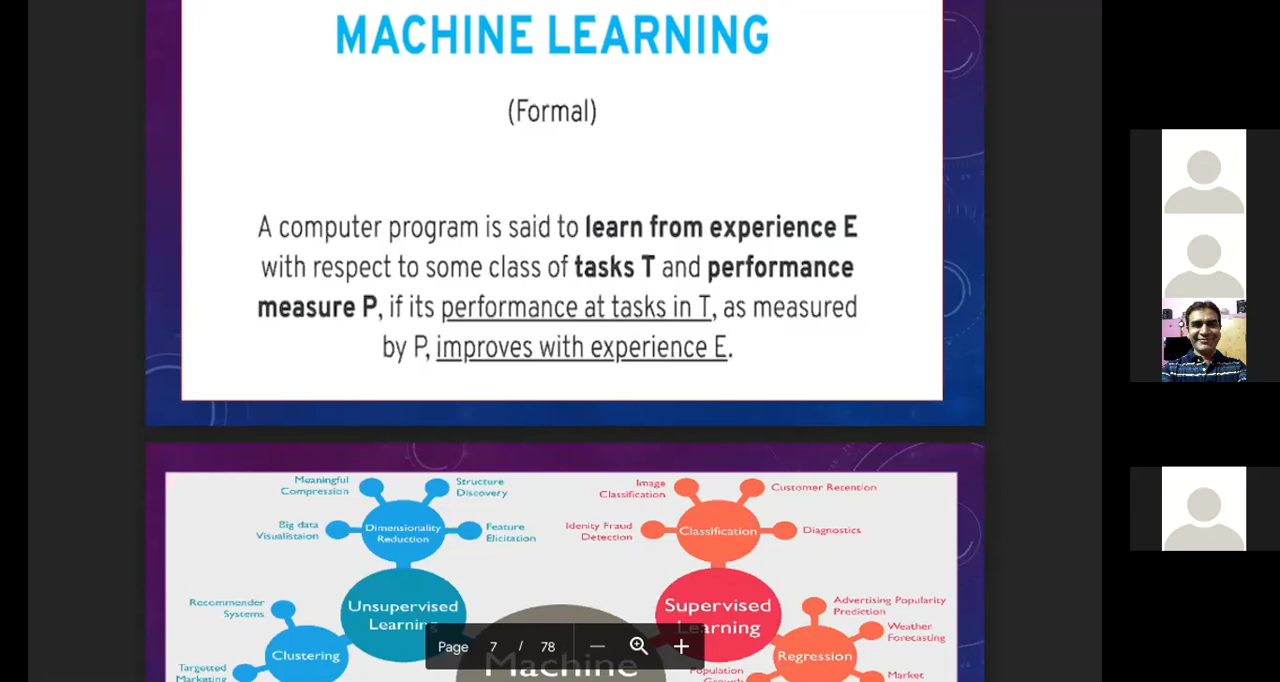 MACHINE LEARNING
(Formal)
A computer program is said to learn from experience E
with respect to some class of tasks T and performance
measure P, if its performance at tasks in T, as measured
by P, improves with experience E.
Meaningful
Compression
Structure
Discovery
Big data
Visualistaion
Dimensionality
Reduction
Feature
Elicitation
Image
Classification
Customer Retention
Idenity Fraud
Detection
Classification
Diagnostics
Recommender
Systems
Unsupervised
Learning
Supervised
Learning
Advertising Popularity
Prediction
Weather
Forecasting
Clustering
Targetted
Marketing
Machine
Regression
Population
Growth
Market
Page 7 / 78